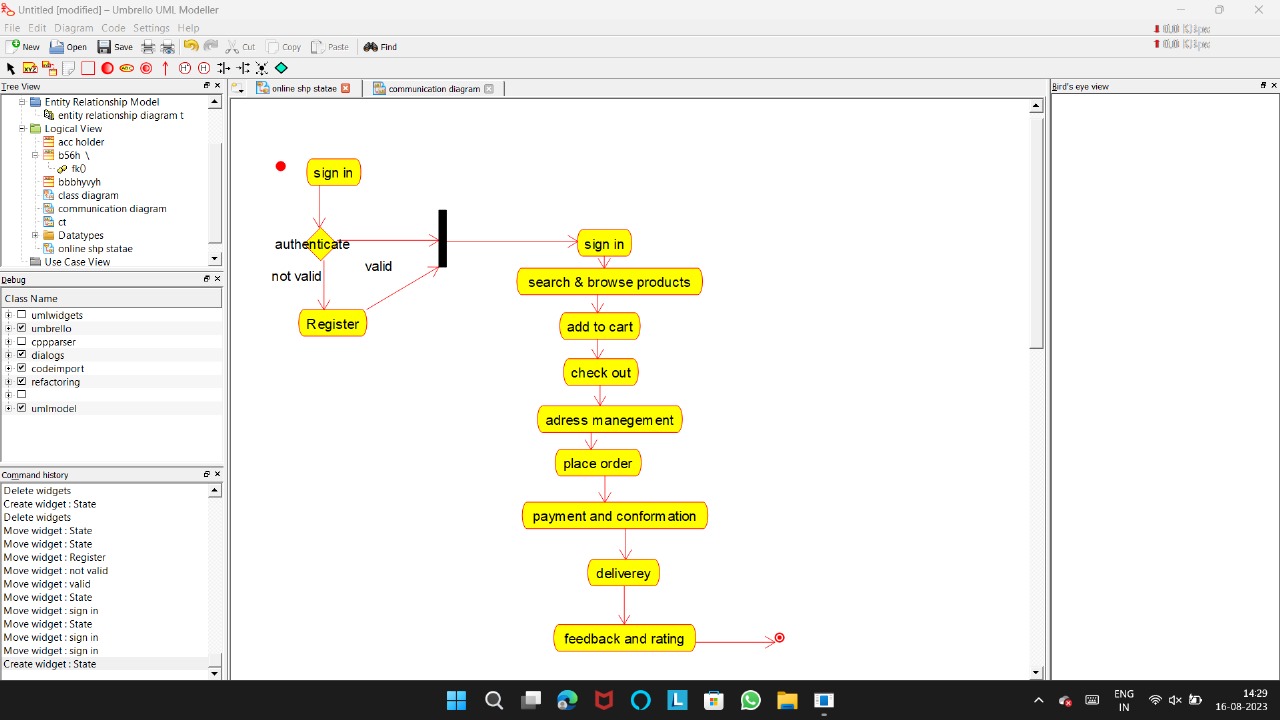 Untitled [modified] – Umbrello UML Modeller
File Edit Diagram Code Settings Help
New Open Save Cut Copy Paste Find
Tree View
Entity Relationship Model
entity relationship diagram t
Logical View
acc holder
b56h \
fk0
bbbhyvyh
class diagram
communication diagram
ct
Datatypes
online shp statae
Use Case View
Debug
Class Name
umlwidgets
umbrello
cppparser
dialogs
codeimport
refactoring
umlmodel
Command history
Delete widgets
Create widget : State
Delete widgets
Move widget : State
Move widget : State
Move widget : Register
Move widget : not valid
Move widget : valid
Move widget : State
Move widget : sign in
Move widget : State
Move widget : sign in
Move widget : sign in
Create widget : State
online shp statae
communication diagram
sign in
authenticate
not valid
valid
Register
sign in
search & browse products
add to cart
check out
adress manegement
place order
payment and conformation
deliverey
feedback and rating
Bird's eye view
ENG
IN
14:29
16-08-2023